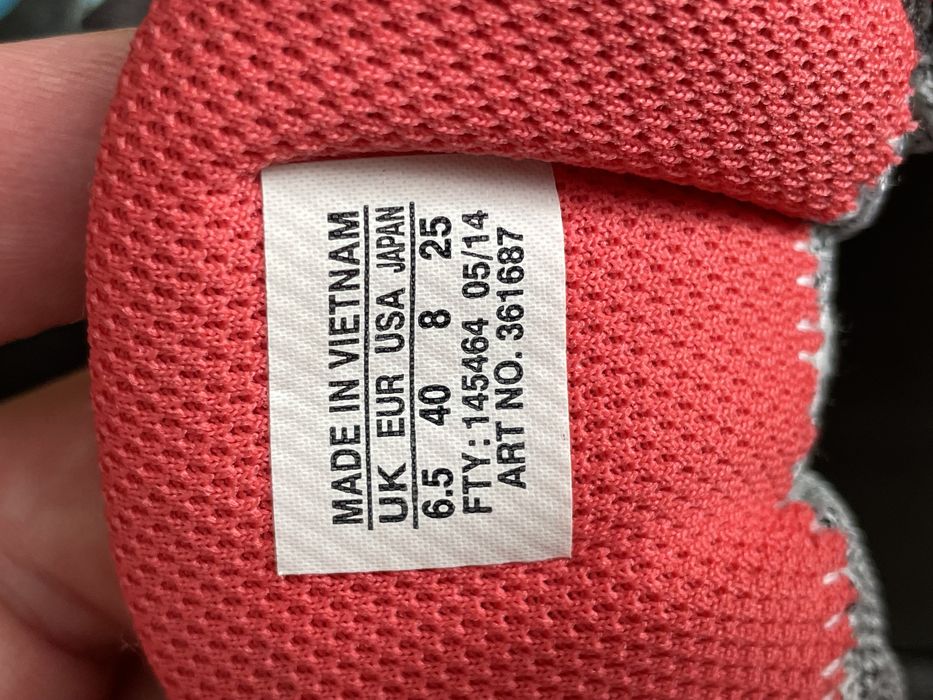 MADE IN VIETNAM
UK EUR USA JAPAN
6.5 40 8 25
FTY: 145464 05/14
ART NO. 361687